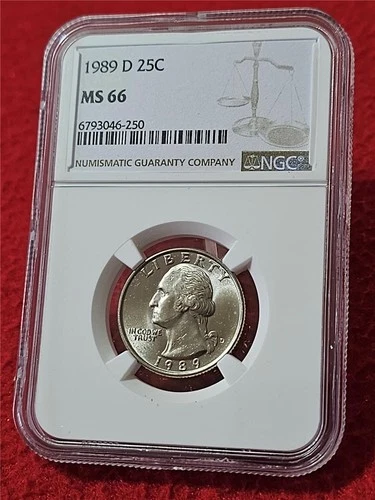 1989 D 25C
MS 66
6793046-250
NUMISMATIC GUARANTY COMPANY
NGC®
LIBERTY
IN GOD WE
TRUST
D
1989